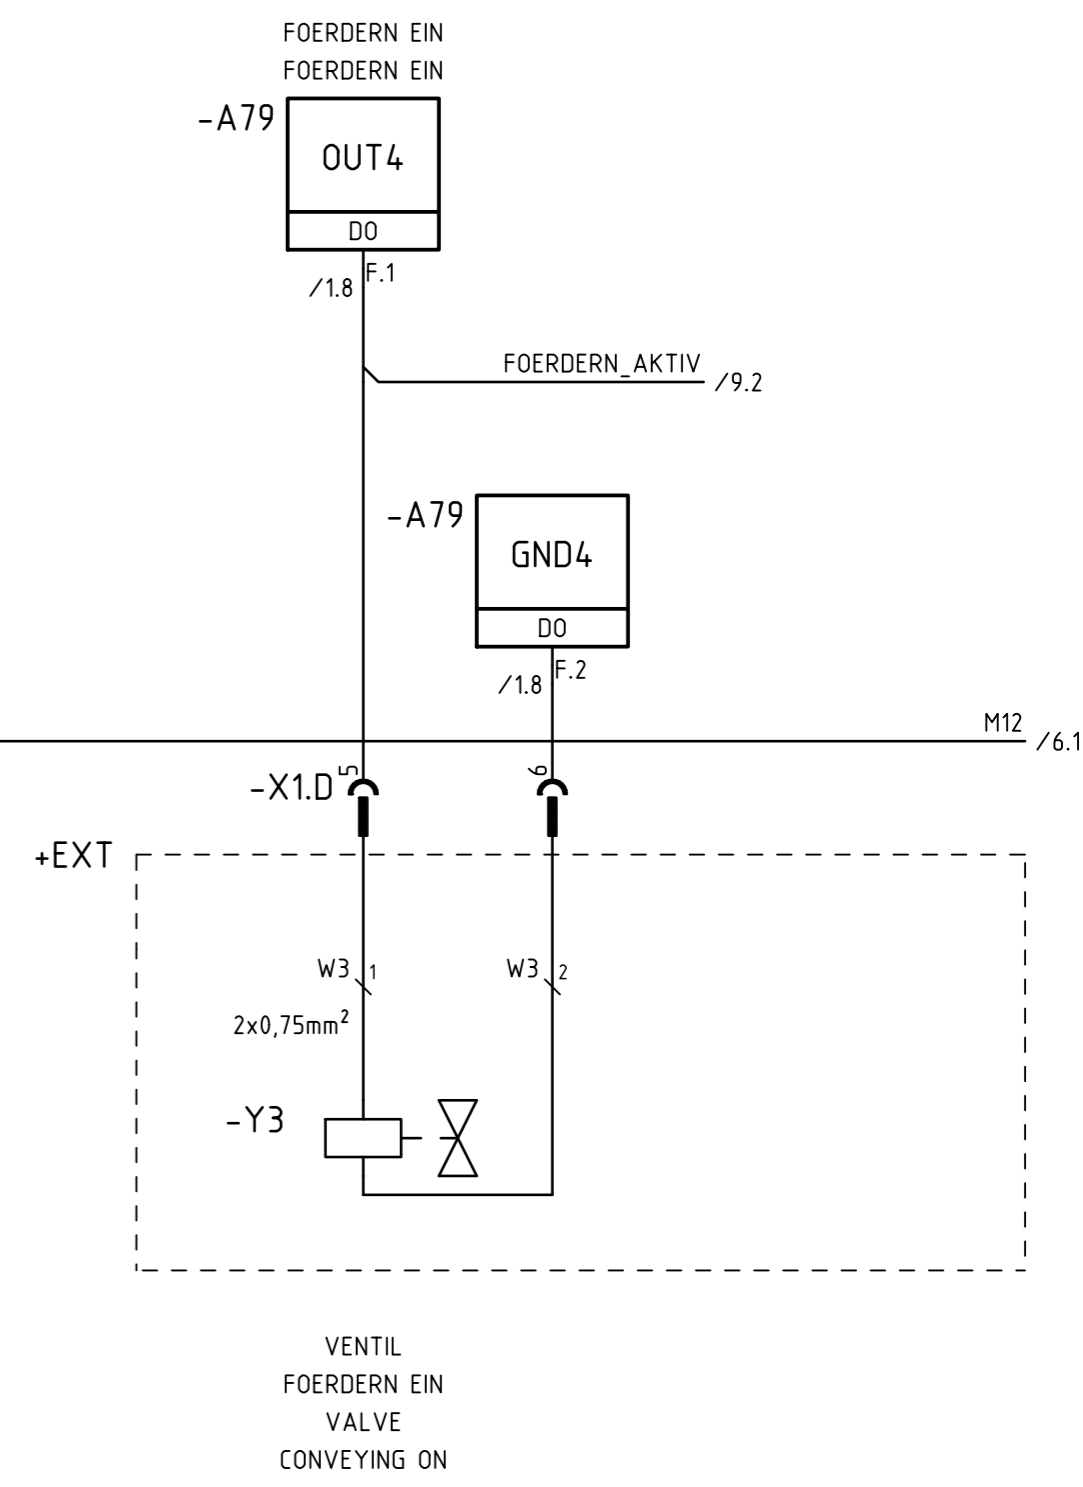 FOERDERN EIN
FOERDERN EIN
-A79
OUT4
DO
F.1
/1.8
FOERDERN_AKTIV
/9.2
-A79
GND4
DO
F.2
/1.8
M12
/6.1
-X1.D
5
6
+EXT
W3 1
W3 2
2x0,75mm²
-Y3
VENTIL
FOERDERN EIN
VALVE
CONVEYING ON